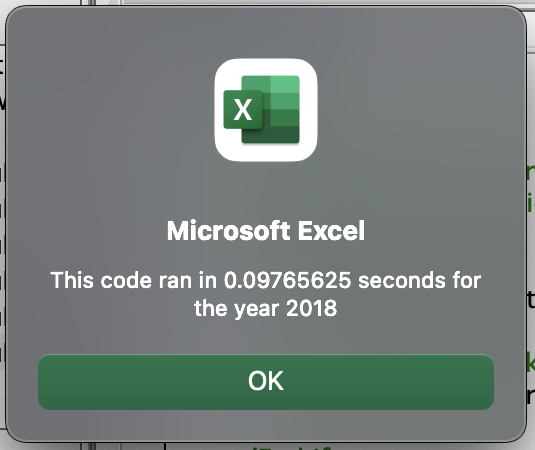 X
Microsoft Excel
This code ran in 0.09765625 seconds for
the year 2018
OK